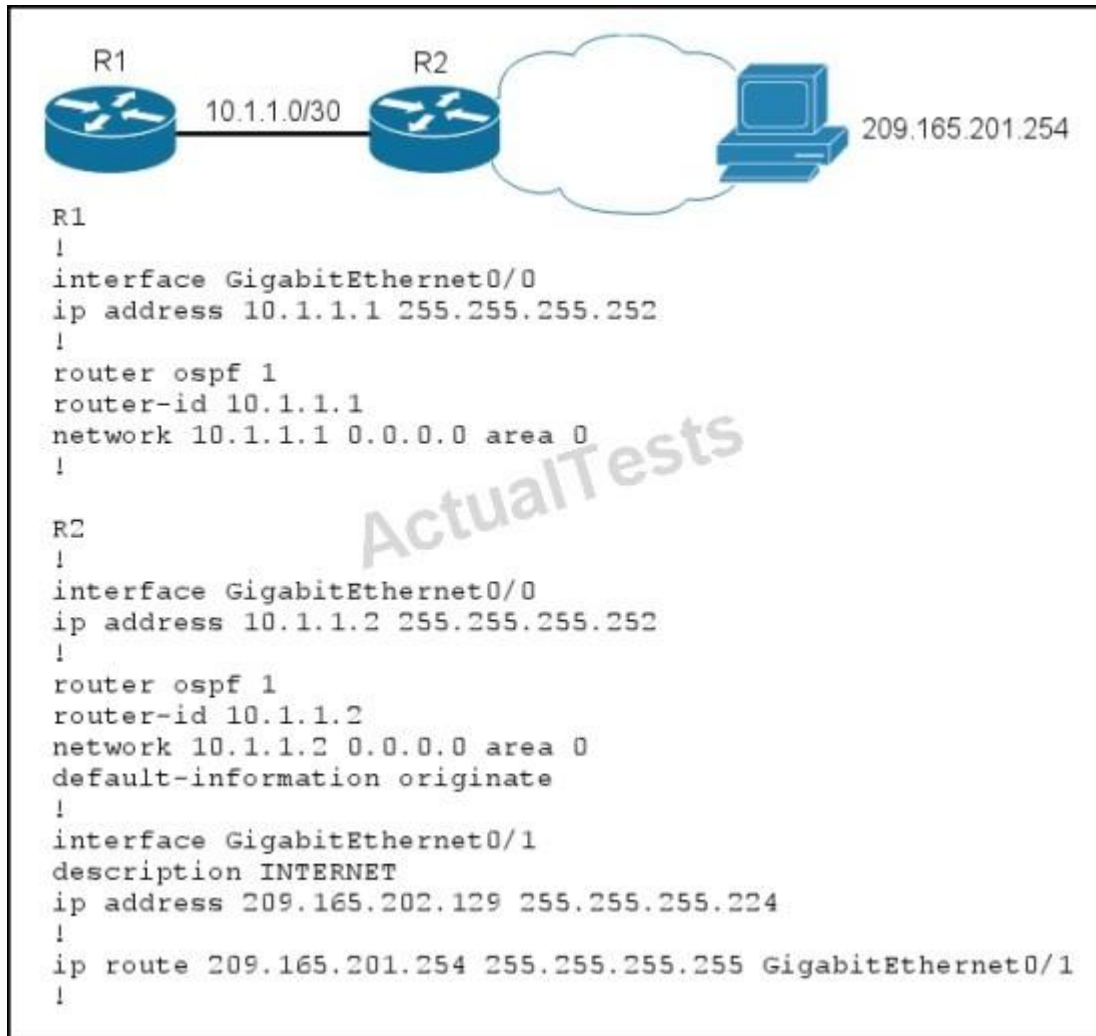 R1
R2
10.1.1.0/30
209.165.201.254
R1
!
interface GigabitEthernet0/0
ip address 10.1.1.1 255.255.255.252
!
router ospf 1
router-id 10.1.1.1
network 10.1.1.1 0.0.0.0 area 0
!
ActualTests
R2
!
interface GigabitEthernet0/0
ip address 10.1.1.2 255.255.255.252
!
router ospf 1
router-id 10.1.1.2
network 10.1.1.2 0.0.0.0 area 0
default-information originate
!
interface GigabitEthernet0/1
description INTERNET
ip address 209.165.202.129 255.255.255.224
!
ip route 209.165.201.254 255.255.255.255 GigabitEthernet0/1
!